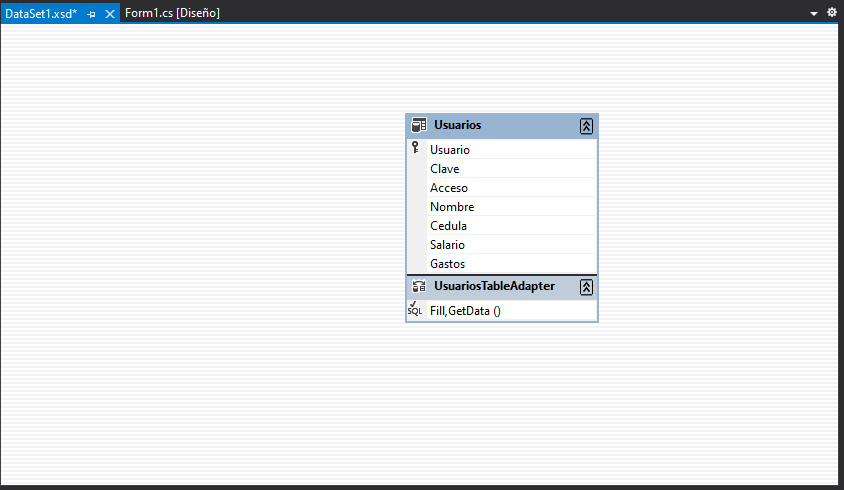 DataSet1.xsd* Form1.cs [Diseño]
Usuarios
Usuario
Clave
Acceso
Nombre
Cedula
Salario
Gastos
UsuariosTableAdapter
SQL Fill,GetData ()